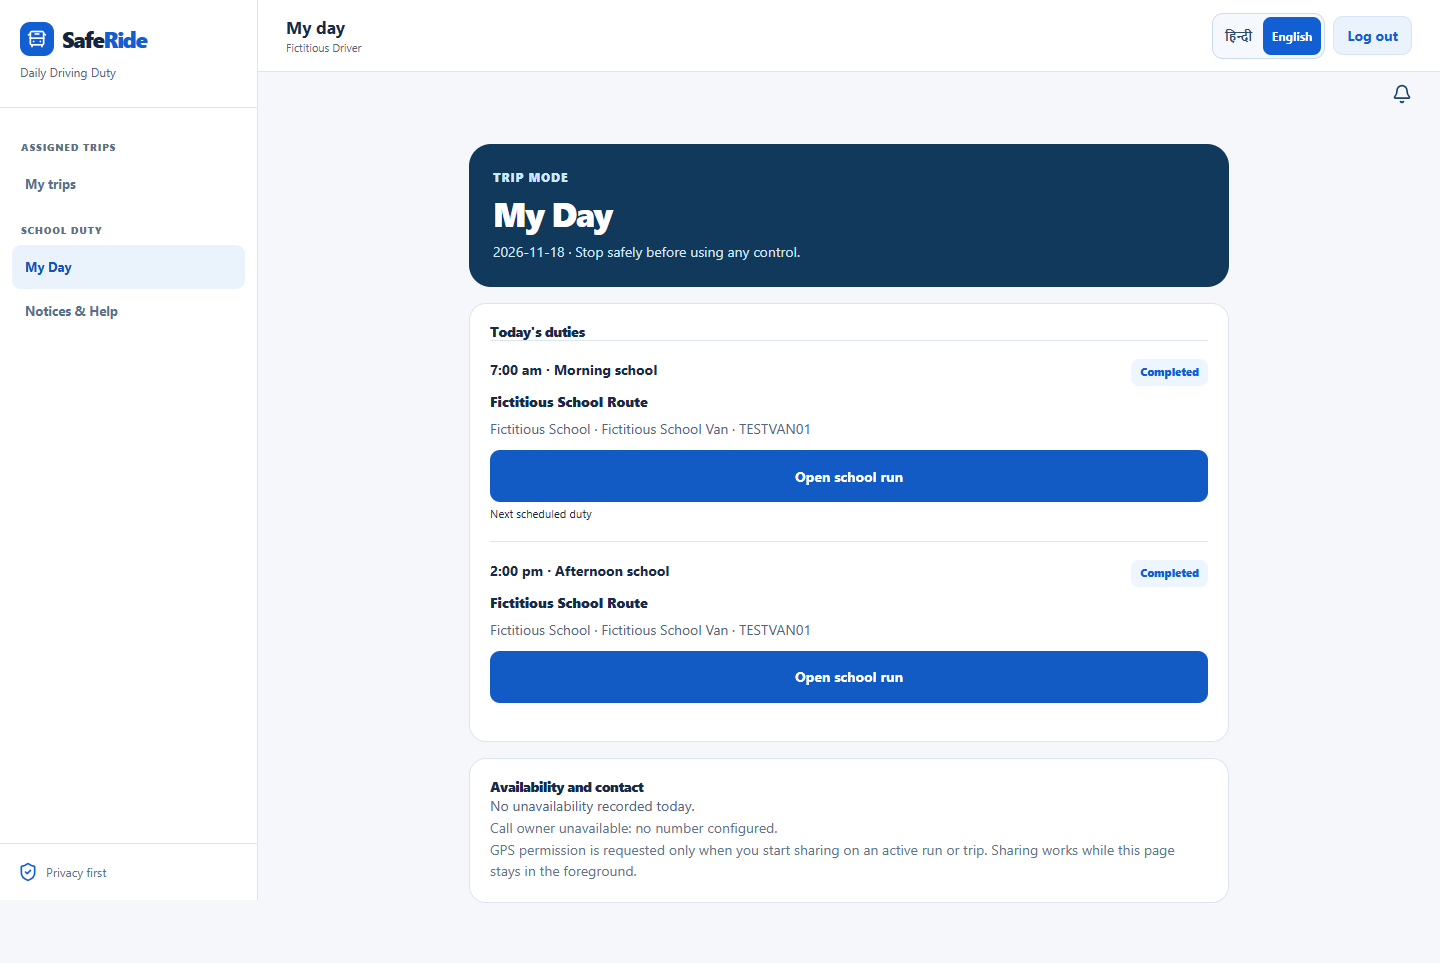 SafeRide
Daily Driving Duty
ASSIGNED TRIPS
My trips
SCHOOL DUTY
My Day
Notices & Help
Privacy first
My day
Fictitious Driver
हिन्दी
English
Log out
TRIP MODE
My Day
2026-11-18 · Stop safely before using any control.
Today's duties
7:00 am · Morning school
Completed
Fictitious School Route
Fictitious School · Fictitious School Van · TESTVAN01
Open school run
Next scheduled duty
2:00 pm · Afternoon school
Completed
Fictitious School Route
Fictitious School · Fictitious School Van · TESTVAN01
Open school run
Availability and contact
No unavailability recorded today.
Call owner unavailable: no number configured.
GPS permission is requested only when you start sharing on an active run or trip. Sharing works while this page
stays in the foreground.